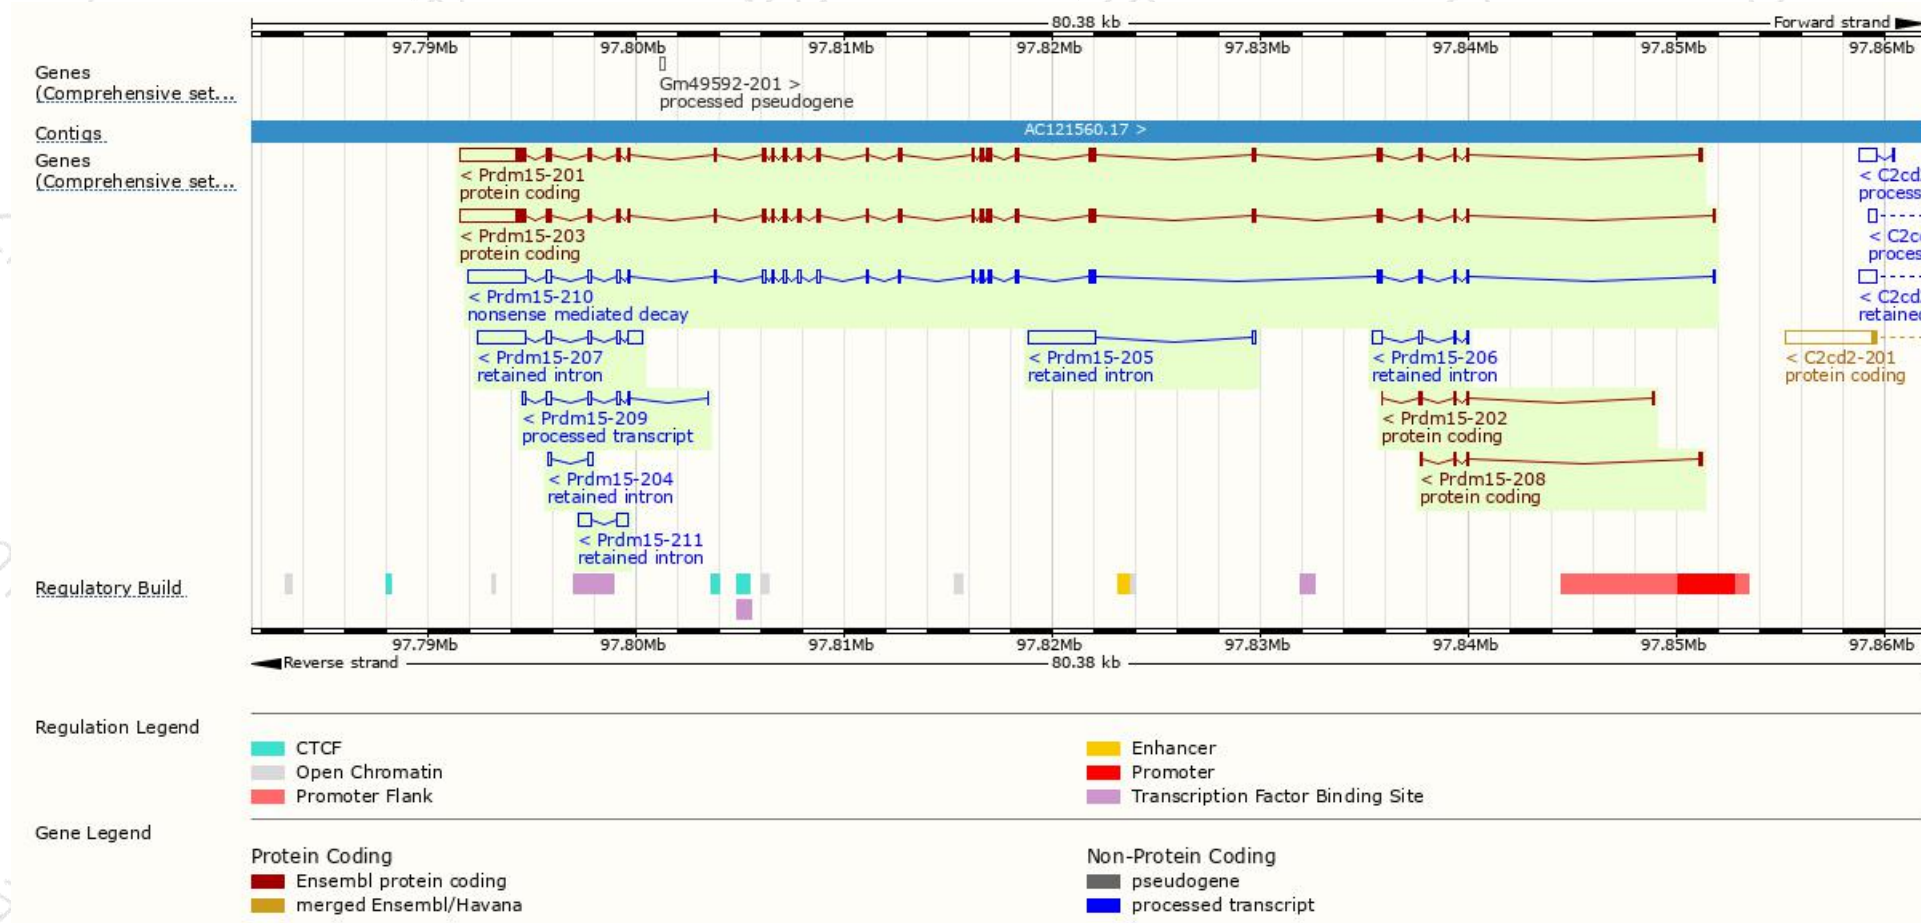 80.38 kb
Forward strand
97.79Mb 97.80Mb 97.81Mb 97.82Mb 97.83Mb 97.84Mb 97.85Mb 97.86Mb
Genes
(Comprehensive set...
Gm49592-201 >
processed pseudogene
Contigs
AC121560.17 >
Genes
(Comprehensive set...
< Prdm15-201
protein coding
< C2cd
process
< Prdm15-203
protein coding
< C2c
proces
< Prdm15-210
nonsense mediated decay
< C2cd
retaine
< Prdm15-207
retained intron
< Prdm15-205
retained intron
< Prdm15-206
retained intron
< C2cd2-201
protein coding
< Prdm15-209
processed transcript
< Prdm15-202
protein coding
< Prdm15-204
retained intron
< Prdm15-208
protein coding
< Prdm15-211
retained intron
Regulatory Build
97.79Mb 97.80Mb 97.81Mb 97.82Mb 97.83Mb 97.84Mb 97.85Mb 97.86Mb
Reverse strand
80.38 kb
Regulation Legend
CTCF
Open Chromatin
Promoter Flank
Enhancer
Promoter
Transcription Factor Binding Site
Gene Legend
Protein Coding
Ensembl protein coding
merged Ensembl/Havana
Non-Protein Coding
pseudogene
processed transcript